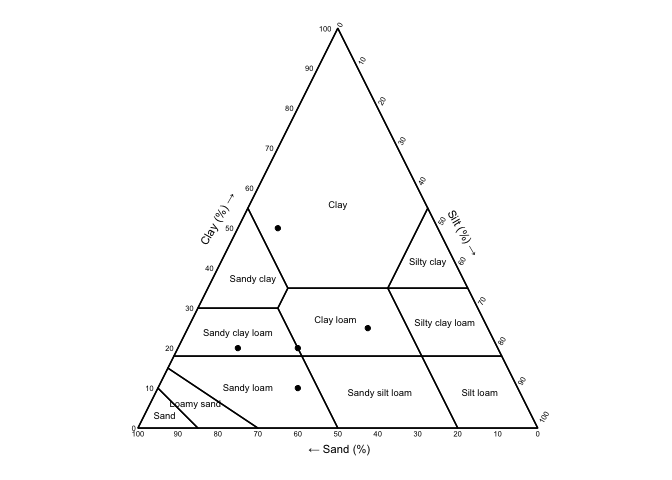 100
0
90
10
80
20
70
30
60
40
Clay
Clay (%) →
50
50
Silt (%) →
40
Sandy clay
Silty clay
60
30
70
Sandy clay loam
Clay loam
Silty clay loam
20
80
10
Sandy loam
Sandy silt loam
Silt loam
90
Loamy sand
Sand
0
100
100
90
80
70
60
50
40
30
20
10
0
← Sand (%)